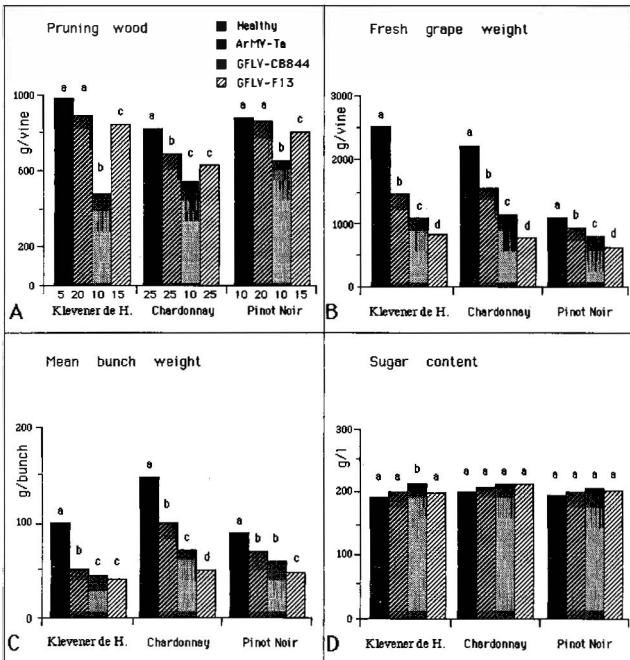 Pruning wood
Healthy
ArMV-Ta
GFLV-CB844
GFLV-F13
g/vine
1000
600
200
0
a a b c
a b c c
a a b c
5 20 10 15
25 25 10 25
10 20 10 15
A
Klevener de H.
Chardonnay
Pinot Noir
Fresh grape weight
g/vine
3000
2000
1000
0
a b c d
a b c d
a b c d
B
Klevener de H.
Chardonnay
Pinot Noir
Mean bunch weight
g/bunch
200
100
0
a b c c
a b c d
a b b c
C
Klevener de H.
Chardonnay
Pinot Noir
Sugar content
g/l
300
200
100
0
a a b a
a a a a
a a a a
D
Klevener de H.
Chardonnay
Pinot Noir